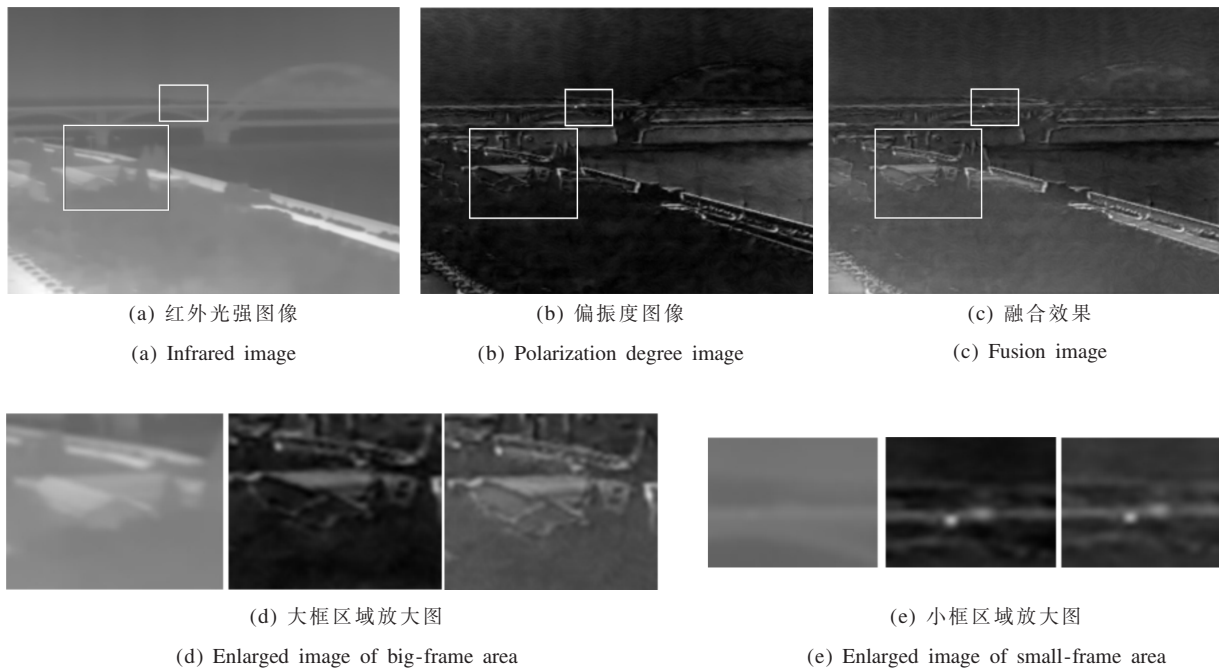 (a) 红外光强图像
(b) 偏振度图像
(c) 融合效果
(a) Infrared image
(b) Polarization degree image
(c) Fusion image
(d) 大框区域放大图
(e) 小框区域放大图
(d) Enlarged image of big-frame area
(e) Enlarged image of small-frame area